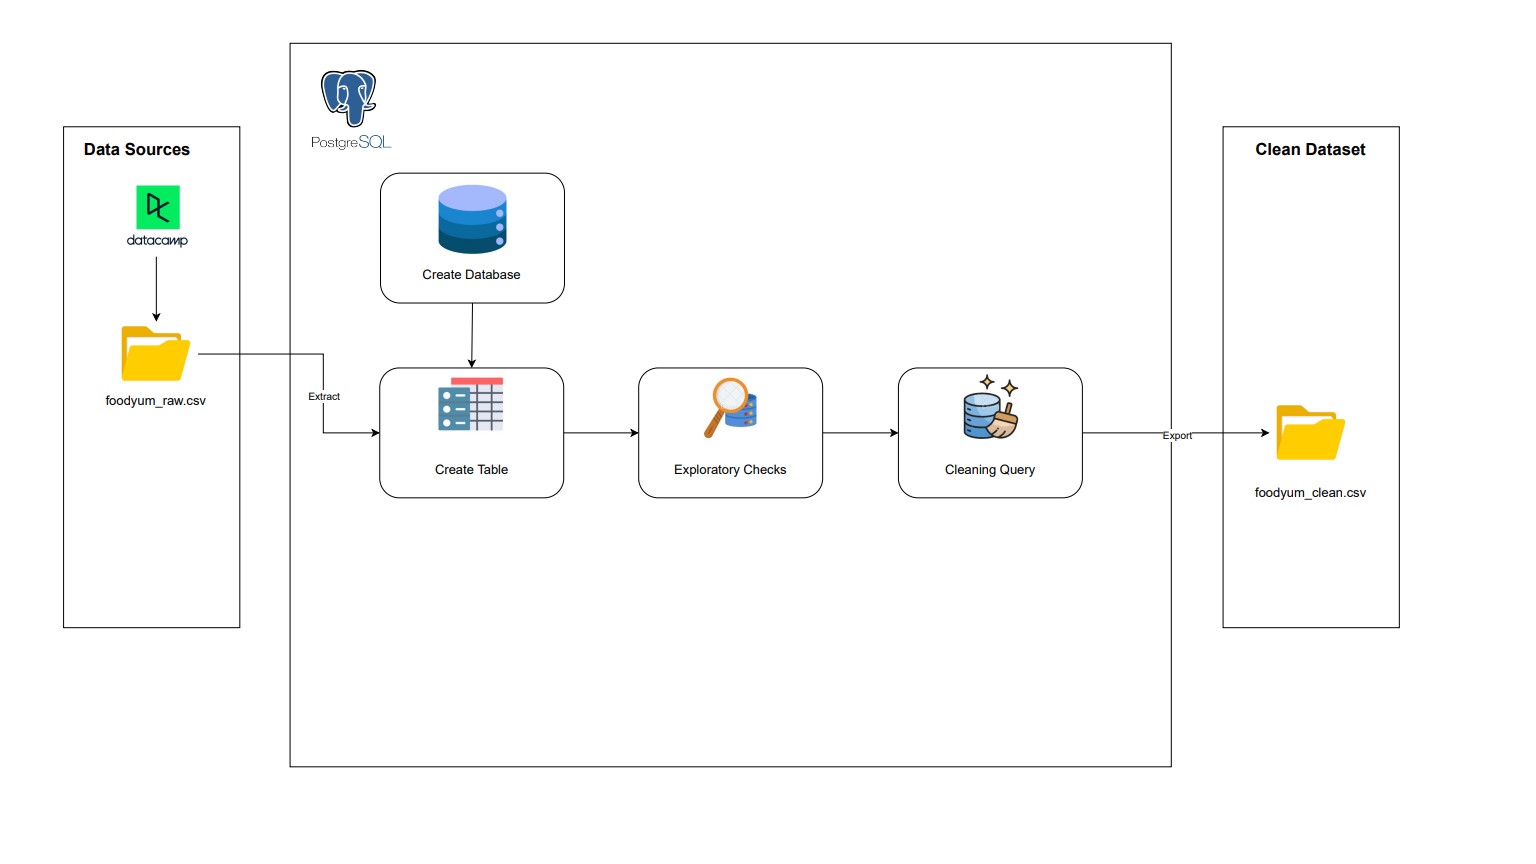 Data Sources
datacamp
foodyum_raw.csv
PostgreSQL
Create Database
Extract
Create Table
Exploratory Checks
Cleaning Query
Export
Clean Dataset
foodyum_clean.csv